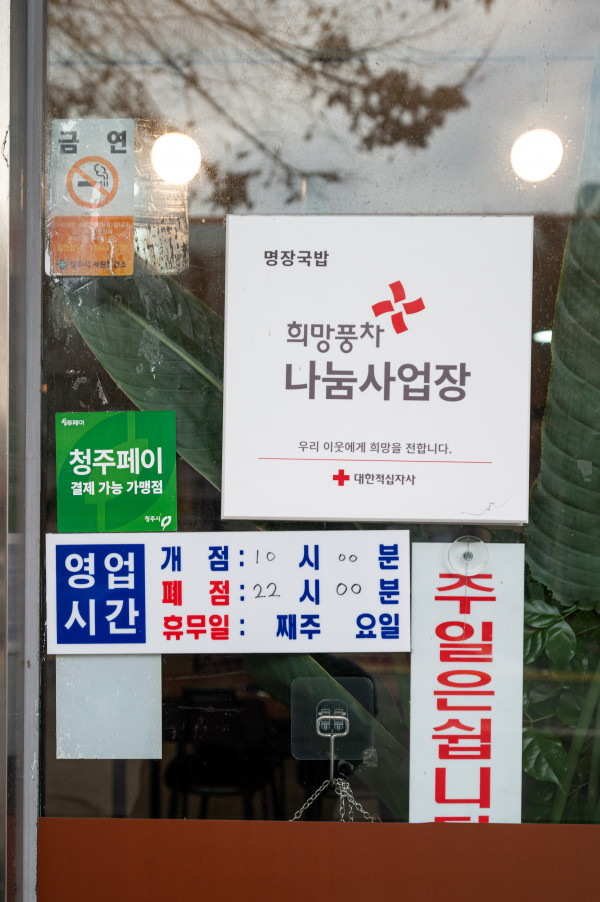 금연
명장국밥
희망풍차
나눔사업장
우리 이웃에게 희망을 전합니다.
대한적십자사
청주페이
청주페이
결제 가능 가맹점
청주시
영업
시간
개 점: 10 시 00 분
폐 점: 22 시 00 분
휴무일: 째주 요일
주일은쉽니